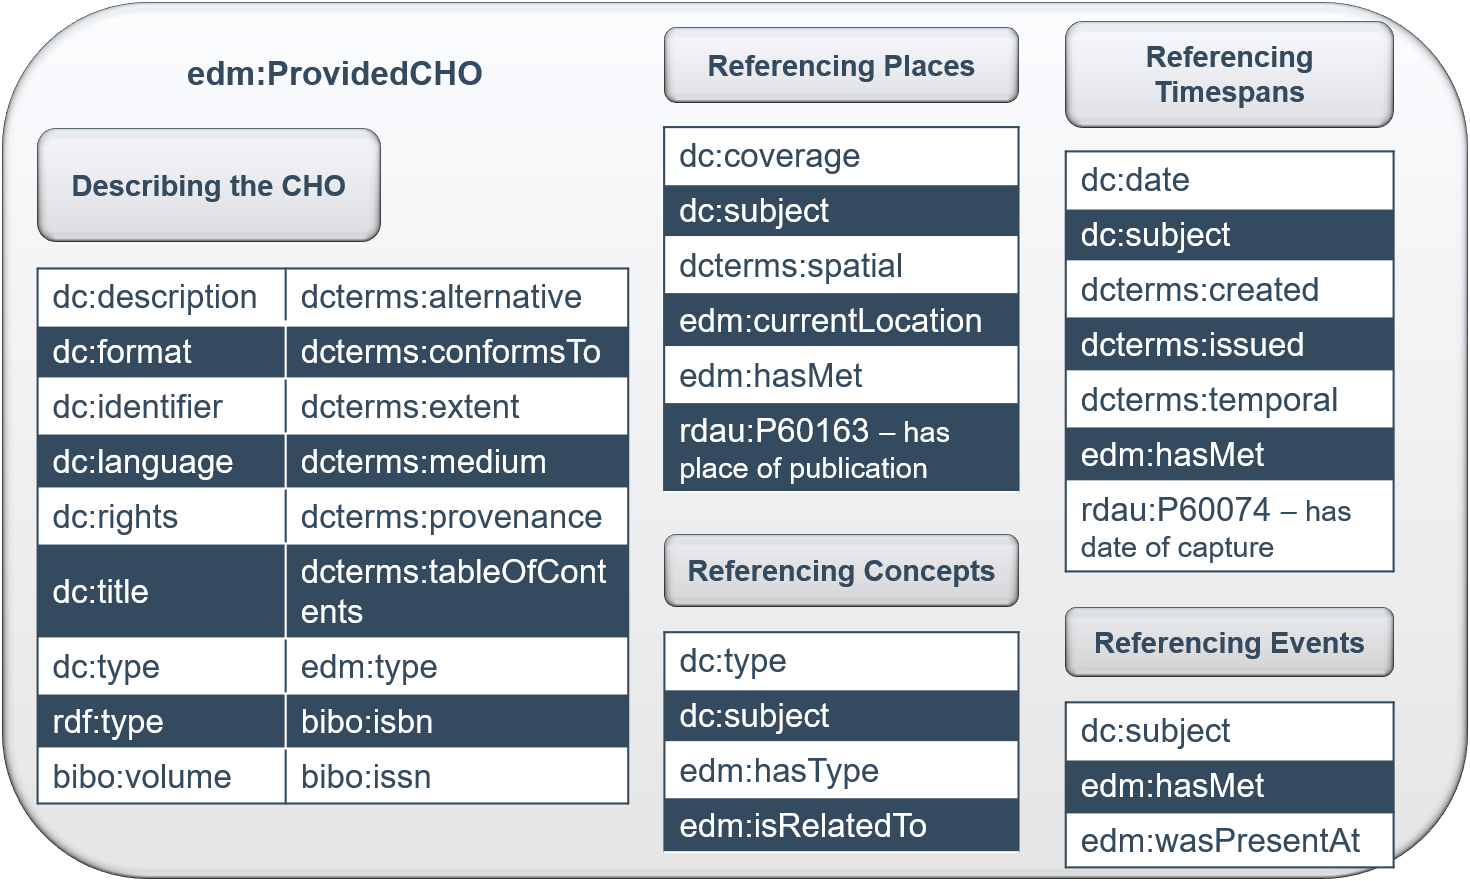 edm:ProvidedCHO
Describing the CHO
dc:description dcterms:alternative
dc:format dcterms:conformsTo
dc:identifier dcterms:extent
dc:language dcterms:medium
dc:rights dcterms:provenance
dc:title dcterms:tableOfCont
ents
dc:type edm:type
rdf:type bibo:isbn
bibo:volume bibo:issn
Referencing Places
dc:coverage
dc:subject
dcterms:spatial
edm:currentLocation
edm:hasMet
rdau:P60163 – has
place of publication
Referencing Concepts
dc:type
dc:subject
edm:hasType
edm:isRelatedTo
Referencing
Timespans
dc:date
dc:subject
dcterms:created
dcterms:issued
dcterms:temporal
edm:hasMet
rdau:P60074 – has
date of capture
Referencing Events
dc:subject
edm:hasMet
edm:wasPresentAt